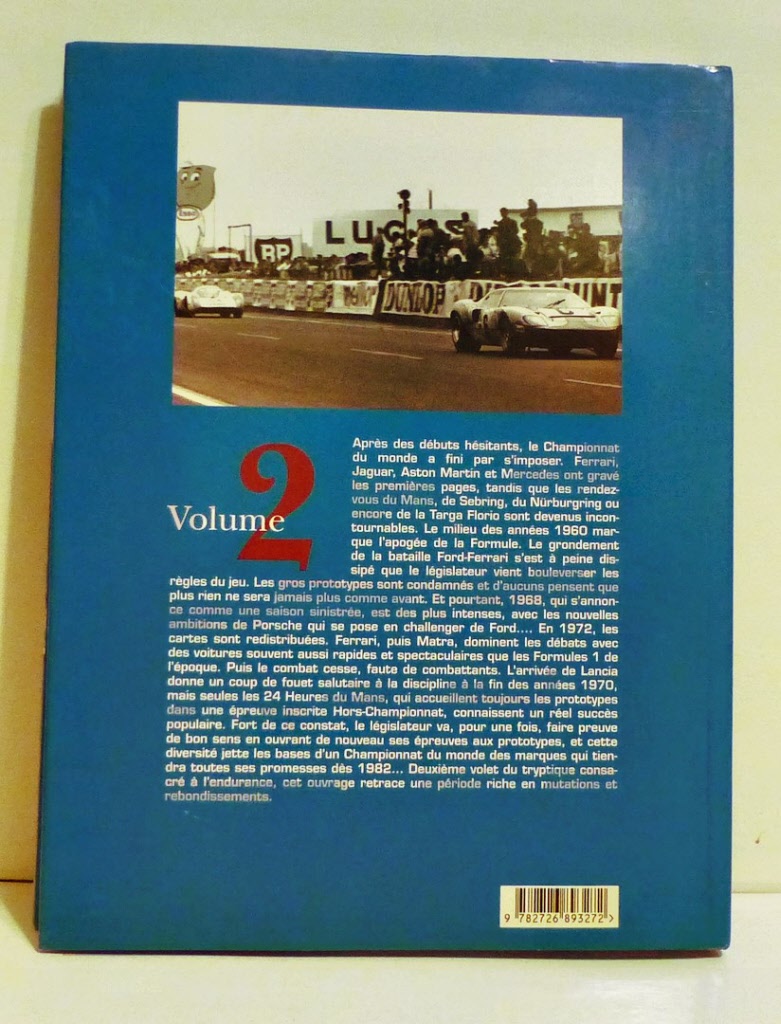 Esso
BP
LUCAS
DUNLOP
Volume
2
Après des débuts hésitants, le Championnat
du monde a fini par s'imposer. Ferrari,
Jaguar, Aston Martin et Mercedes ont gravé
les premières pages, tandis que les rendez-
vous du Mans, de Sebring, du Nürburgring ou
encore de la Targa Florio sont devenus incon-
tournables. Le milieu des années 1960 mar-
que l'apogée de la Formule. Le grondement
de la bataille Ford-Ferrari s'est à peine dis-
sipé que le législateur vient bouleverser les
règles du jeu. Les gros prototypes sont condamnés et d'aucuns pensent que
plus rien ne sera jamais plus comme avant. Et pourtant, 1968, qui s'annon-
ce comme une saison sinistrée, est des plus intenses, avec les nouvelles
ambitions de Porsche qui se pose en challenger de Ford.... En 1972, les
cartes sont redistribuées. Ferrari, puis Matra, dominent les débats avec
des voitures souvent aussi rapides et spectaculaires que les Formules 1 de
l'époque. Puis le combat cesse, faute de combattants. L'arrivée de Lancia
donne un coup de fouet salutaire à la discipline à la fin des années 1970,
mais seules les 24 Heures du Mans, qui accueillent toujours les prototypes
dans une épreuve inscrite Hors-Championnat, connaissent un réel succès
populaire. Fort de ce constat, le législateur va, pour une fois, faire preuve
de bon sens en ouvrant de nouveau ses épreuves aux prototypes, et cette
diversité jette les bases d'un Championnat du monde des marques qui tien-
dra toutes ses promesses dès 1982... Deuxième volet du tryptique consa-
cré à l'endurance, cet ouvrage retrace une période riche en mutations et
rebondissements.
9 782726 893272 >